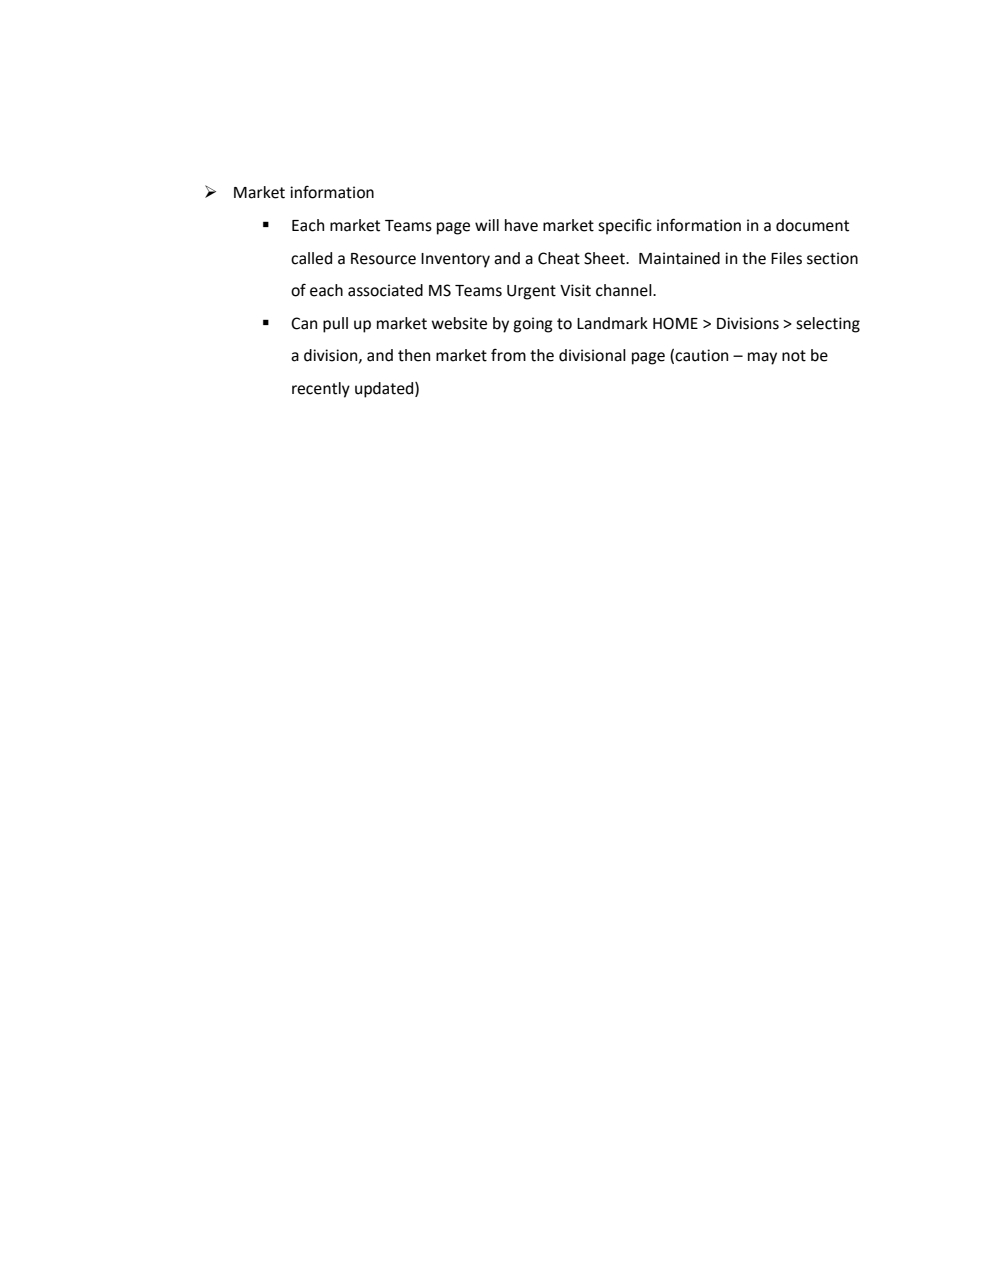 ➢ Market information
▪ Each market Teams page will have market specific information in a document
called a Resource Inventory and a Cheat Sheet.  Maintained in the Files section
of each associated MS Teams Urgent Visit channel.
▪ Can pull up market website by going to Landmark HOME > Divisions > selecting
a division, and then market from the divisional page (caution – may not be
recently updated)